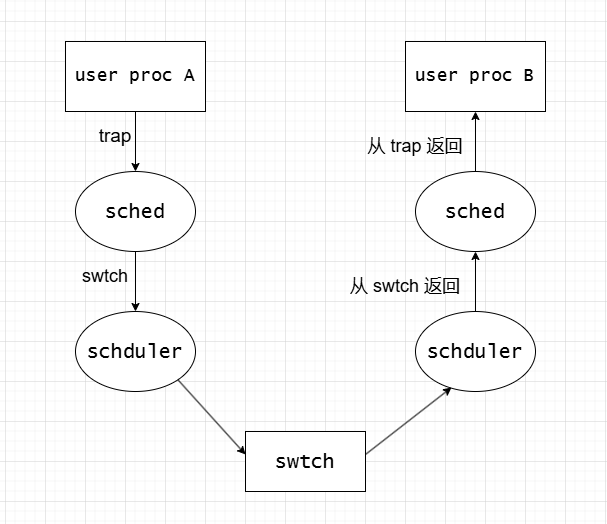 user proc A
user proc B
trap
从 trap 返回
sched
sched
swtch
从 swtch 返回
schduler
schduler
swtch